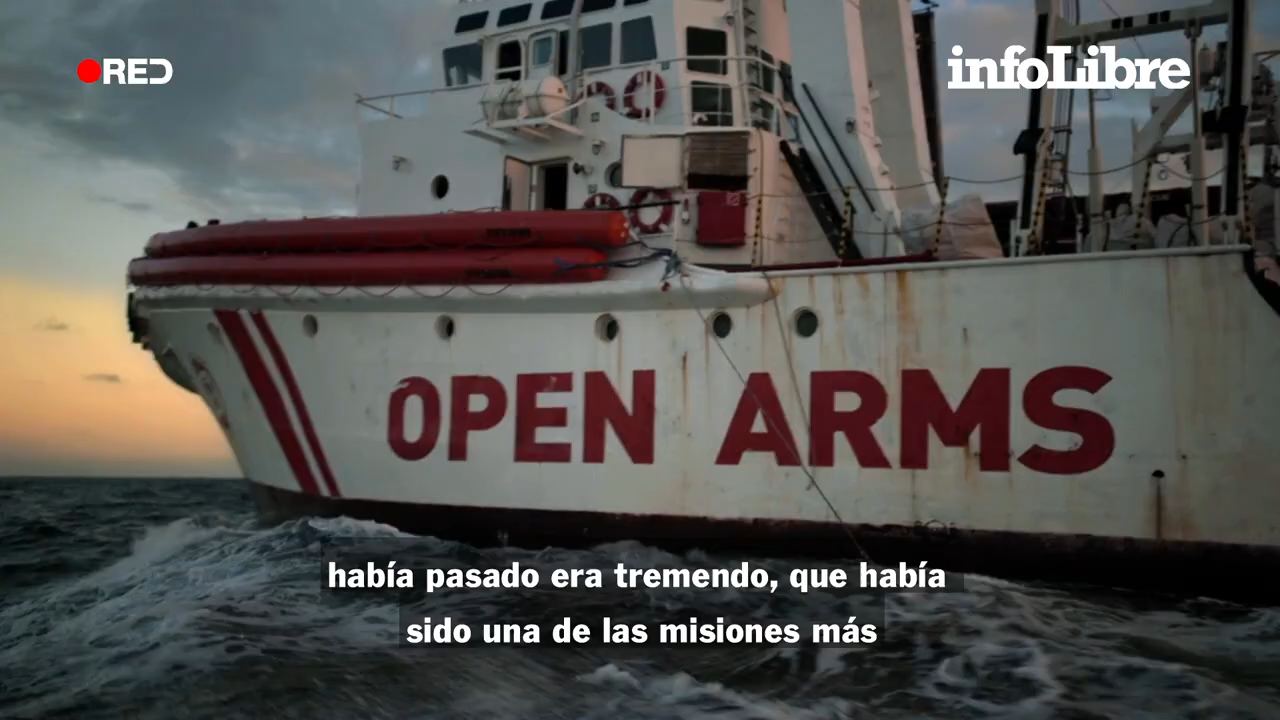 RED
infoLibre
OPEN ARMS
había pasado era tremendo, que había
sido una de las misiones más